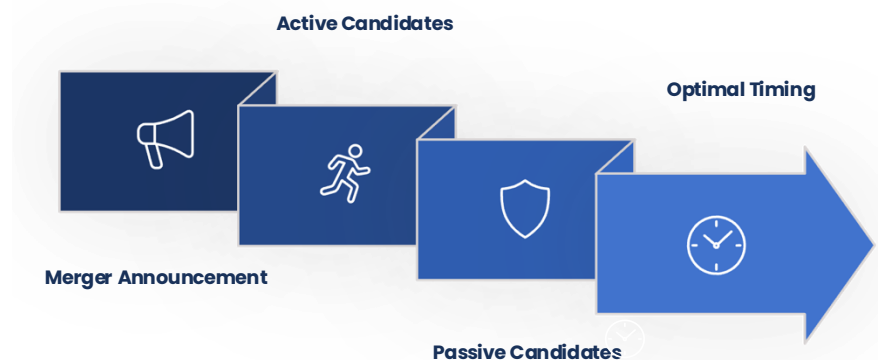 Active Candidates
Optimal Timing
Merger Announcement
Passive Candidates